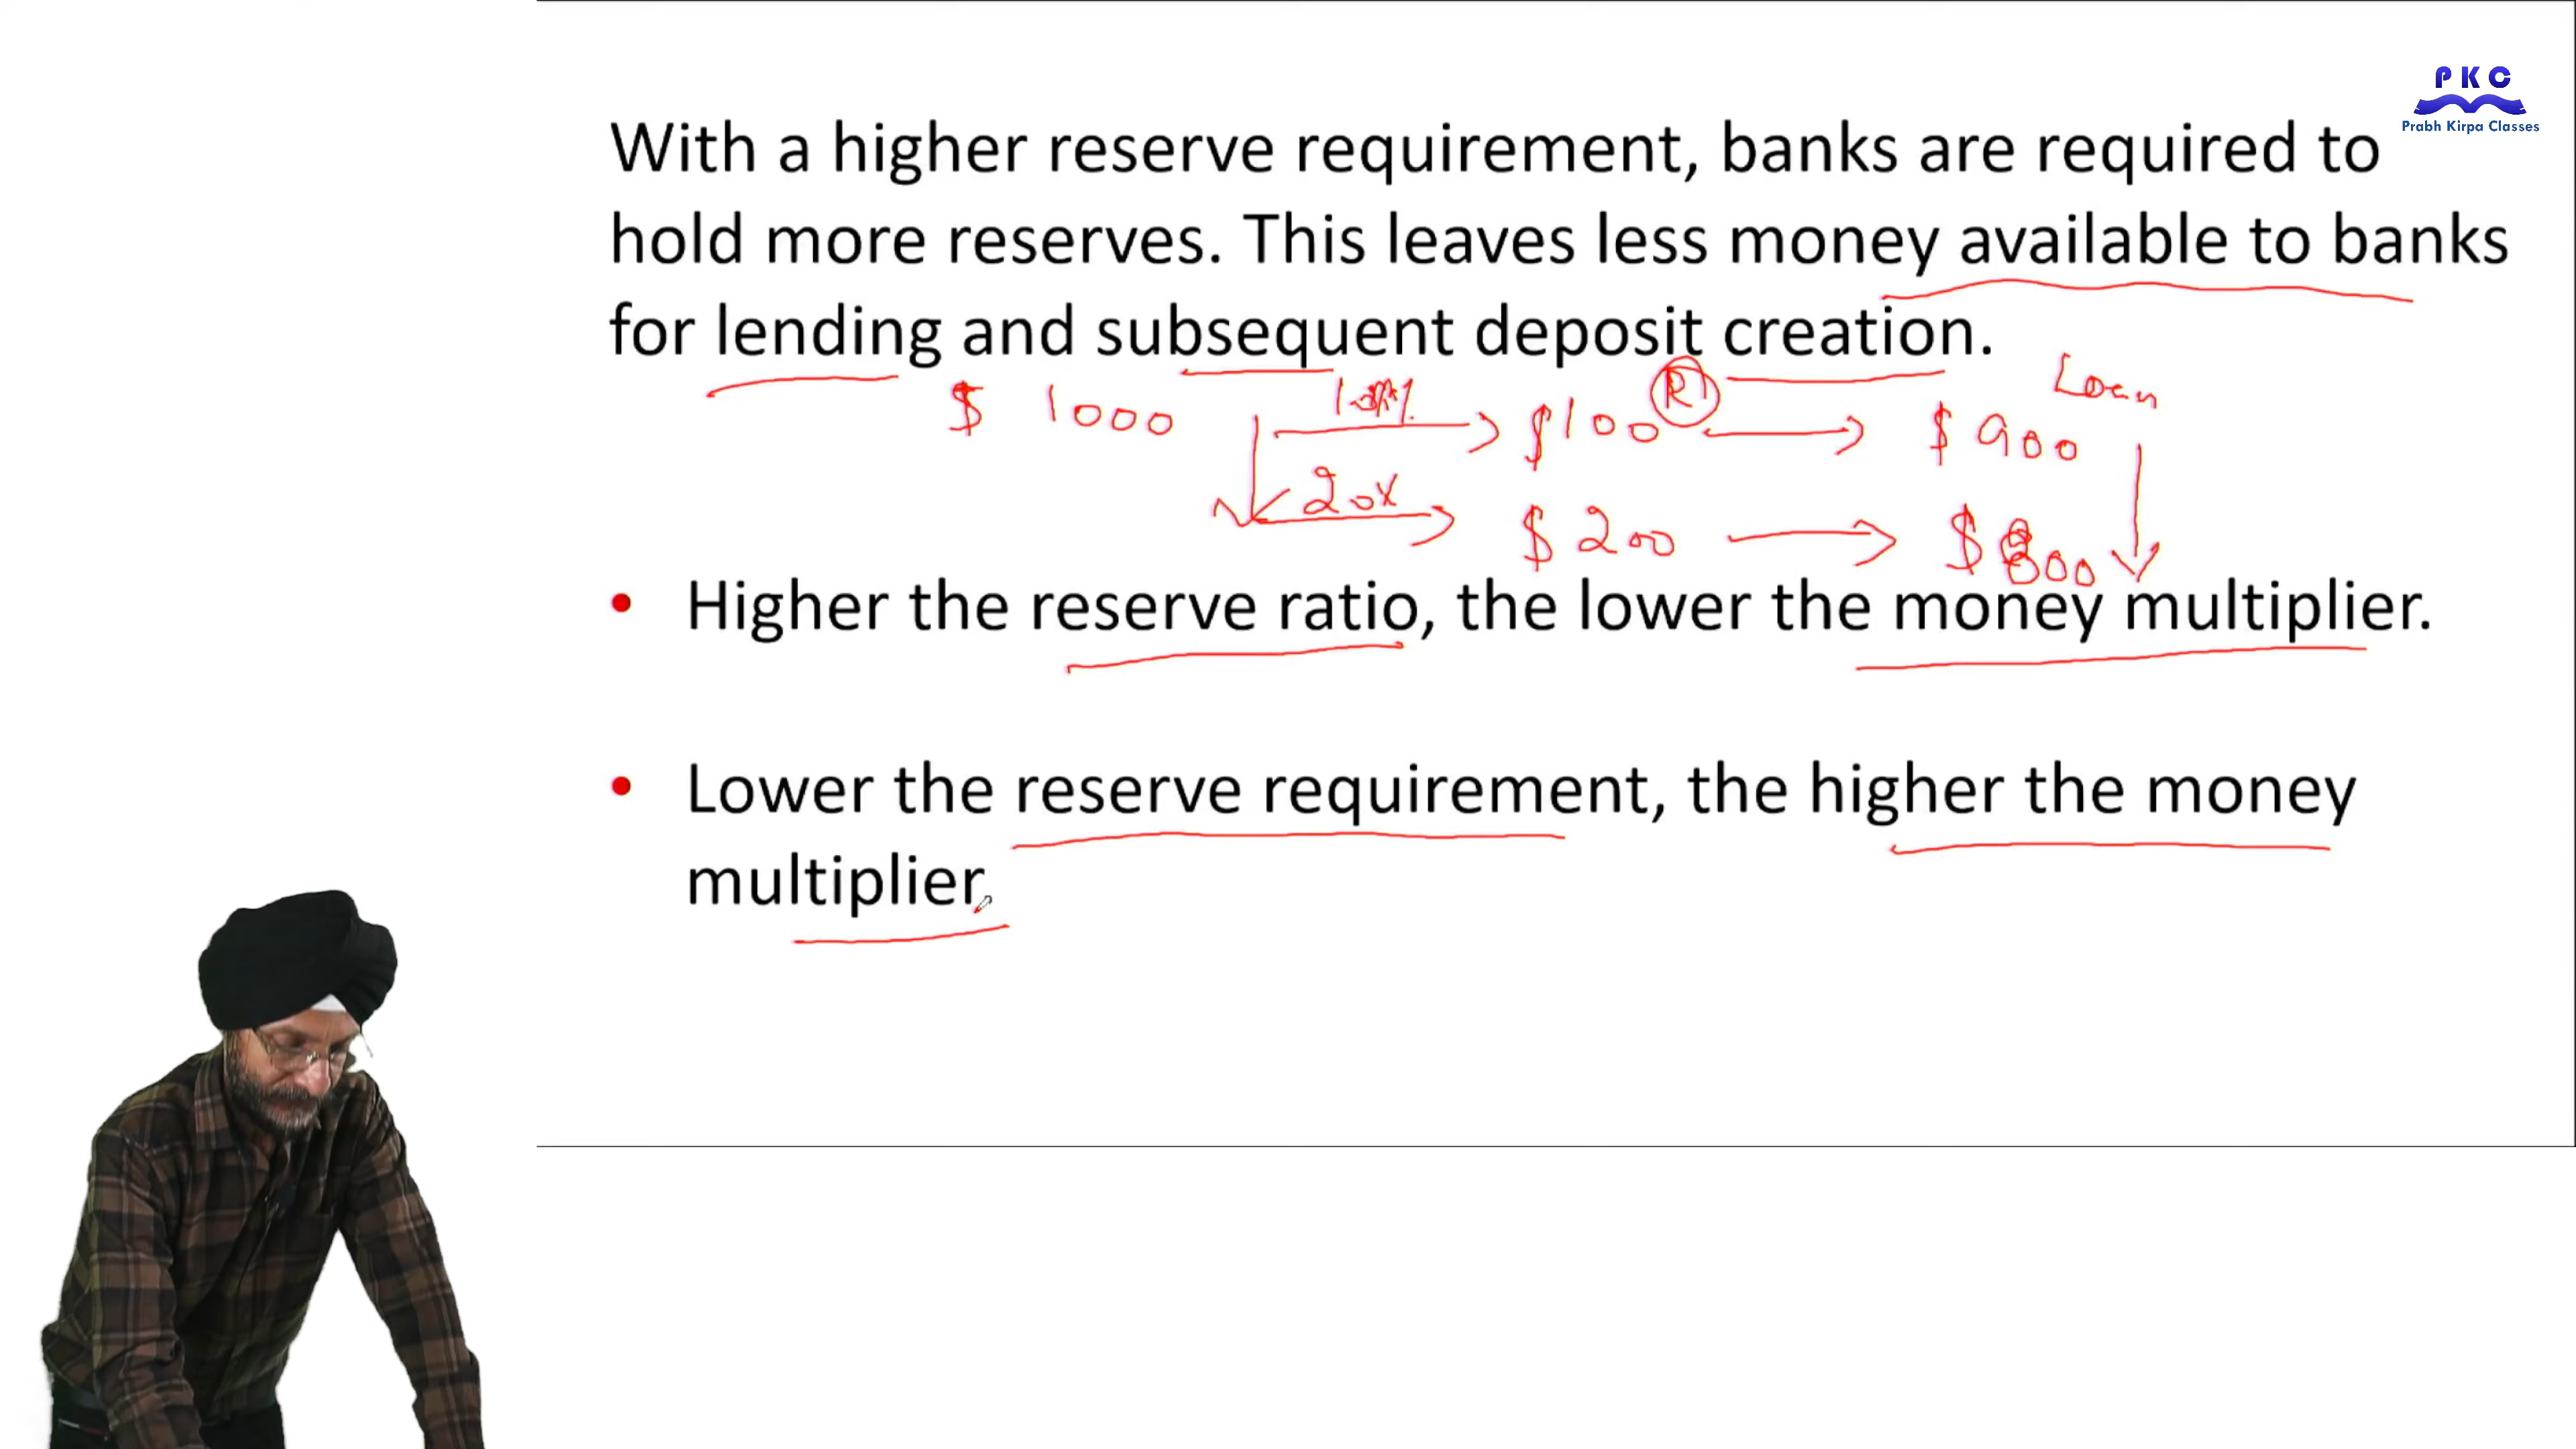 PKC
Prabh Kirpa Classes
With a higher reserve requirement, banks are required to
hold more reserves. This leaves less money available to banks
for lending and subsequent deposit creation.
Loan
$ 1000 $100 R $ 900
20% $ 200 $ 800
• Higher the reserve ratio, the lower the money multiplier.
• Lower the reserve requirement, the higher the money
multiplier.